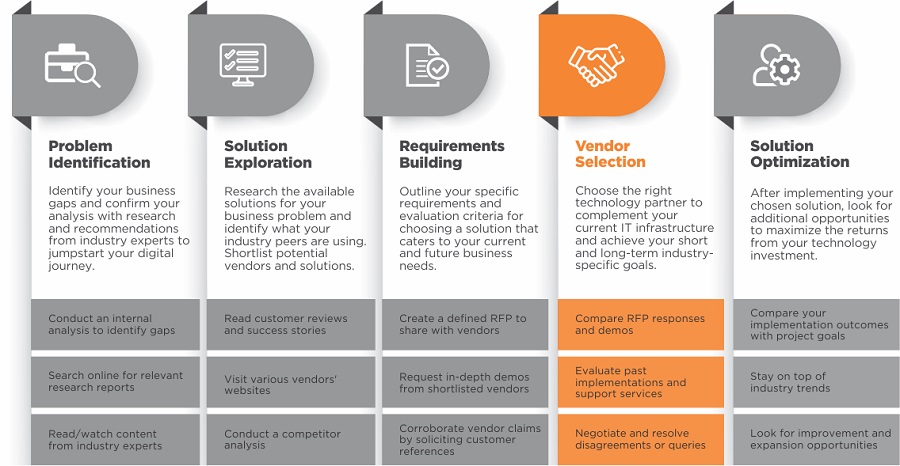 Problem
Identification
Identify your business
gaps and confirm your
analysis with research
and recommendations
from industry experts to
jumpstart your digital
journey.
Conduct an internal
analysis to identify gaps
Search online for relevant
research reports
Read/watch content
from industry experts
Solution
Exploration
Research the available
solutions for your
business problem and
identify what your
industry peers are using.
Shortlist potential
vendors and solutions.
Read customer reviews
and success stories
Visit various vendors'
websites
Conduct a competitor
analysis
Requirements
Building
Outline your specific
requirements and
evaluation criteria for
choosing a solution that
caters to your current
and future business
needs.
Create a defined RFP to
share with vendors
Request in-depth demos
from shortlisted vendors
Corroborate vendor claims
by soliciting customer
references
Vendor
Selection
Choose the right
technology partner to
complement your
current IT infrastructure
and achieve your short
and long-term industry-
specific goals.
Compare RFP responses
and demos
Evaluate past
implementations and
support services
Negotiate and resolve
disagreements or queries
Solution
Optimization
After implementing your
chosen solution, look for
additional opportunities
to maximize the returns
from your technology
investment.
Compare your
implementation outcomes
with project goals
Stay on top of
industry trends
Look for improvement and
expansion opportunities